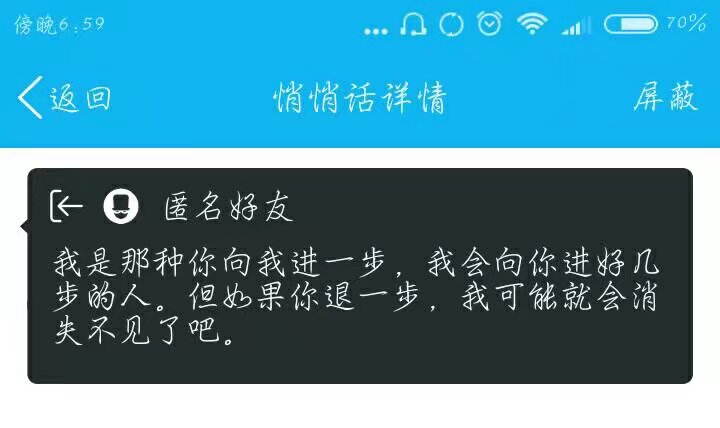 傍晚6:59 70%
返回 悄悄话详情 屏蔽
匿名好友
我是那种你向我进一步，我会向你进好几
步的人。但如果你退一步，我可能就会消
失不见了吧。